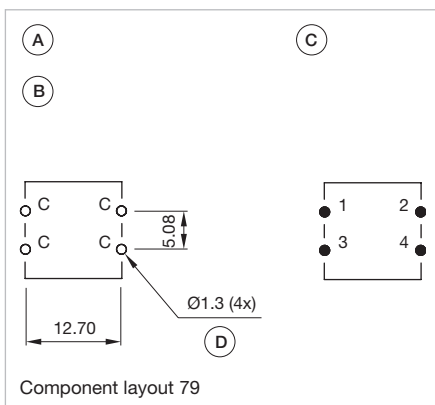 A C
B
C C 1 2
C C 3 4
5.08
Ø1.3 (4x)
12.70
D
Component layout 79